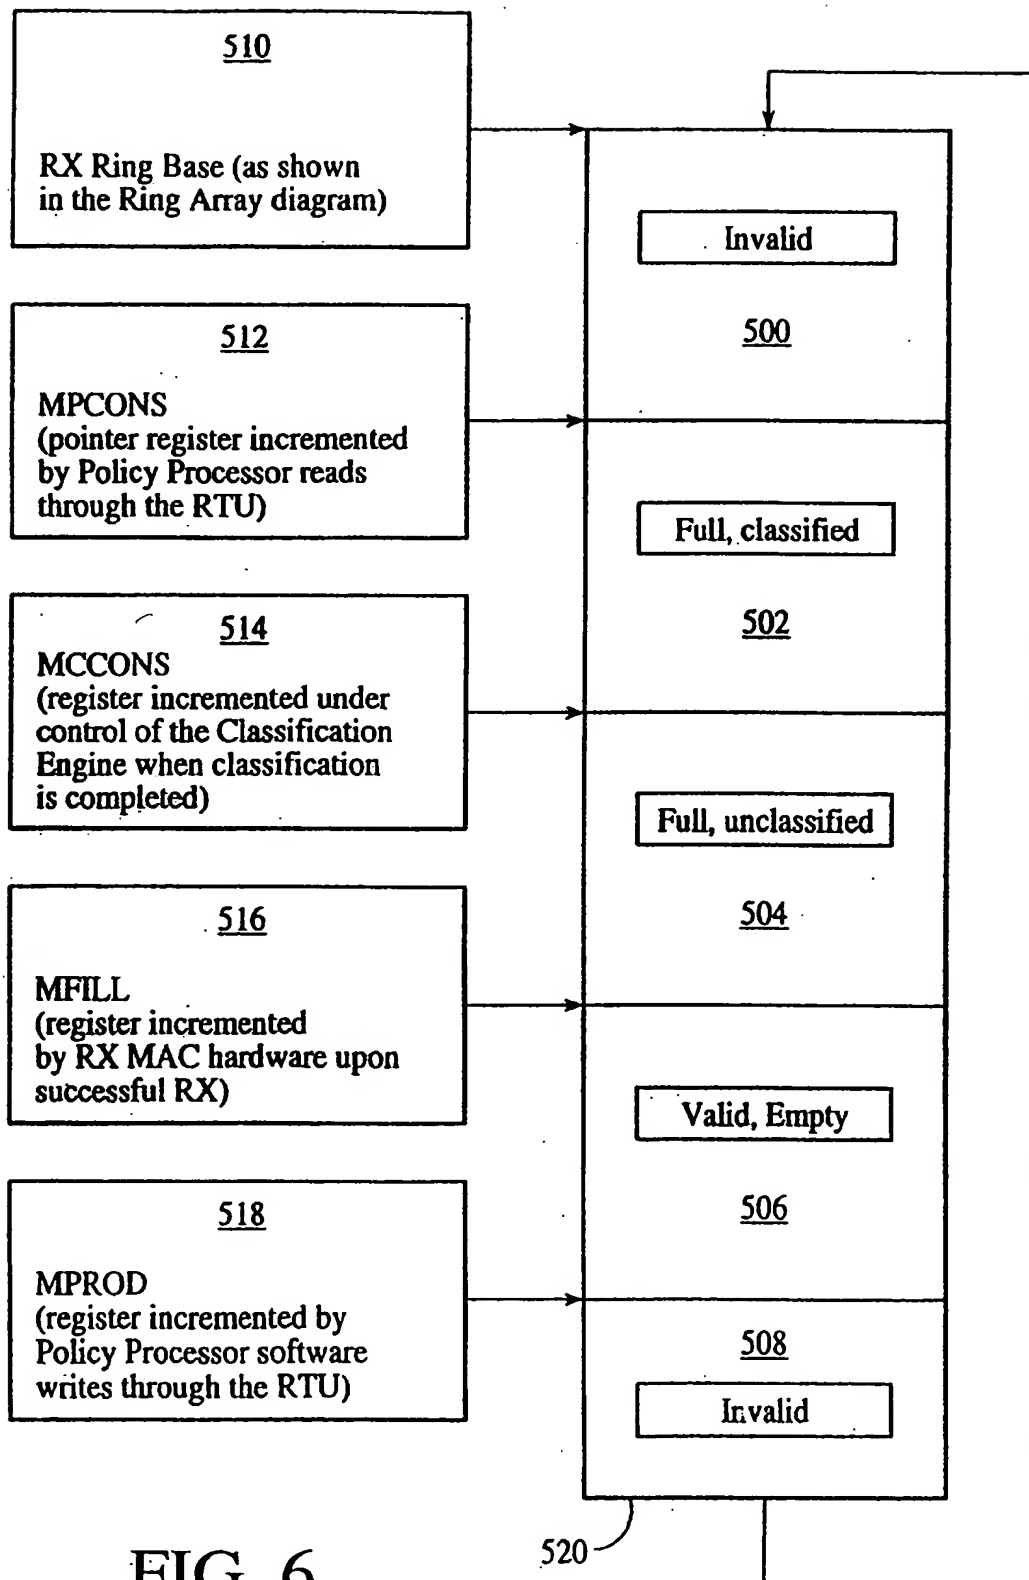 510
RX Ring Base (as shown
in the Ring Array diagram)
Invalid
500
512
MPCONS
(pointer register incremented
by Policy Processor reads
through the RTU)
Full, classified
502
514
MCCONS
(register incremented under
control of the Classification
Engine when classification
is completed)
Full, unclassified
504
516
MFILL
(register incremented
by RX MAC hardware upon
successful RX)
Valid, Empty
506
518
MPROD
(register incremented by
Policy Processor software
writes through the RTU)
508
Invalid
520
FIG. 6